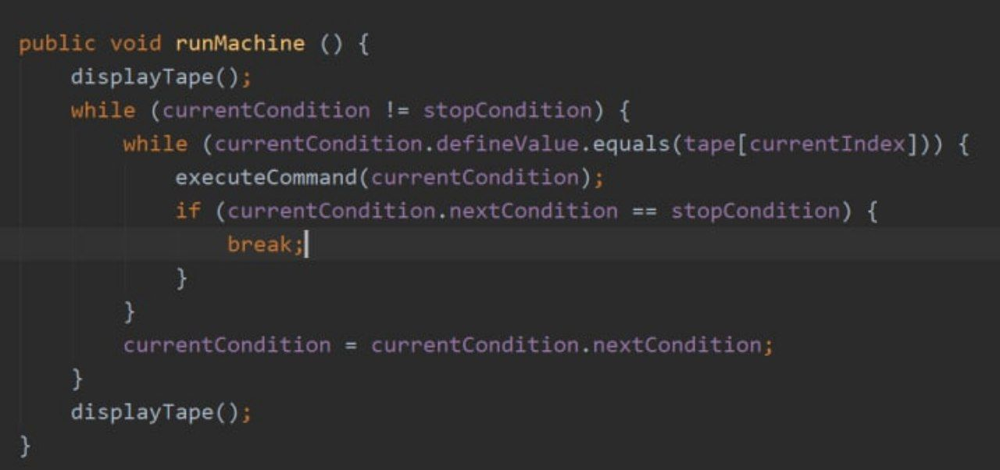 public void runMachine () {
    displayTape();
    while (currentCondition != stopCondition) {
        while (currentCondition.defineValue.equals(tape[currentIndex])) {
            executeCommand(currentCondition);
            if (currentCondition.nextCondition == stopCondition) {
                break;
            }
        }
        currentCondition = currentCondition.nextCondition;
    }
    displayTape();
}